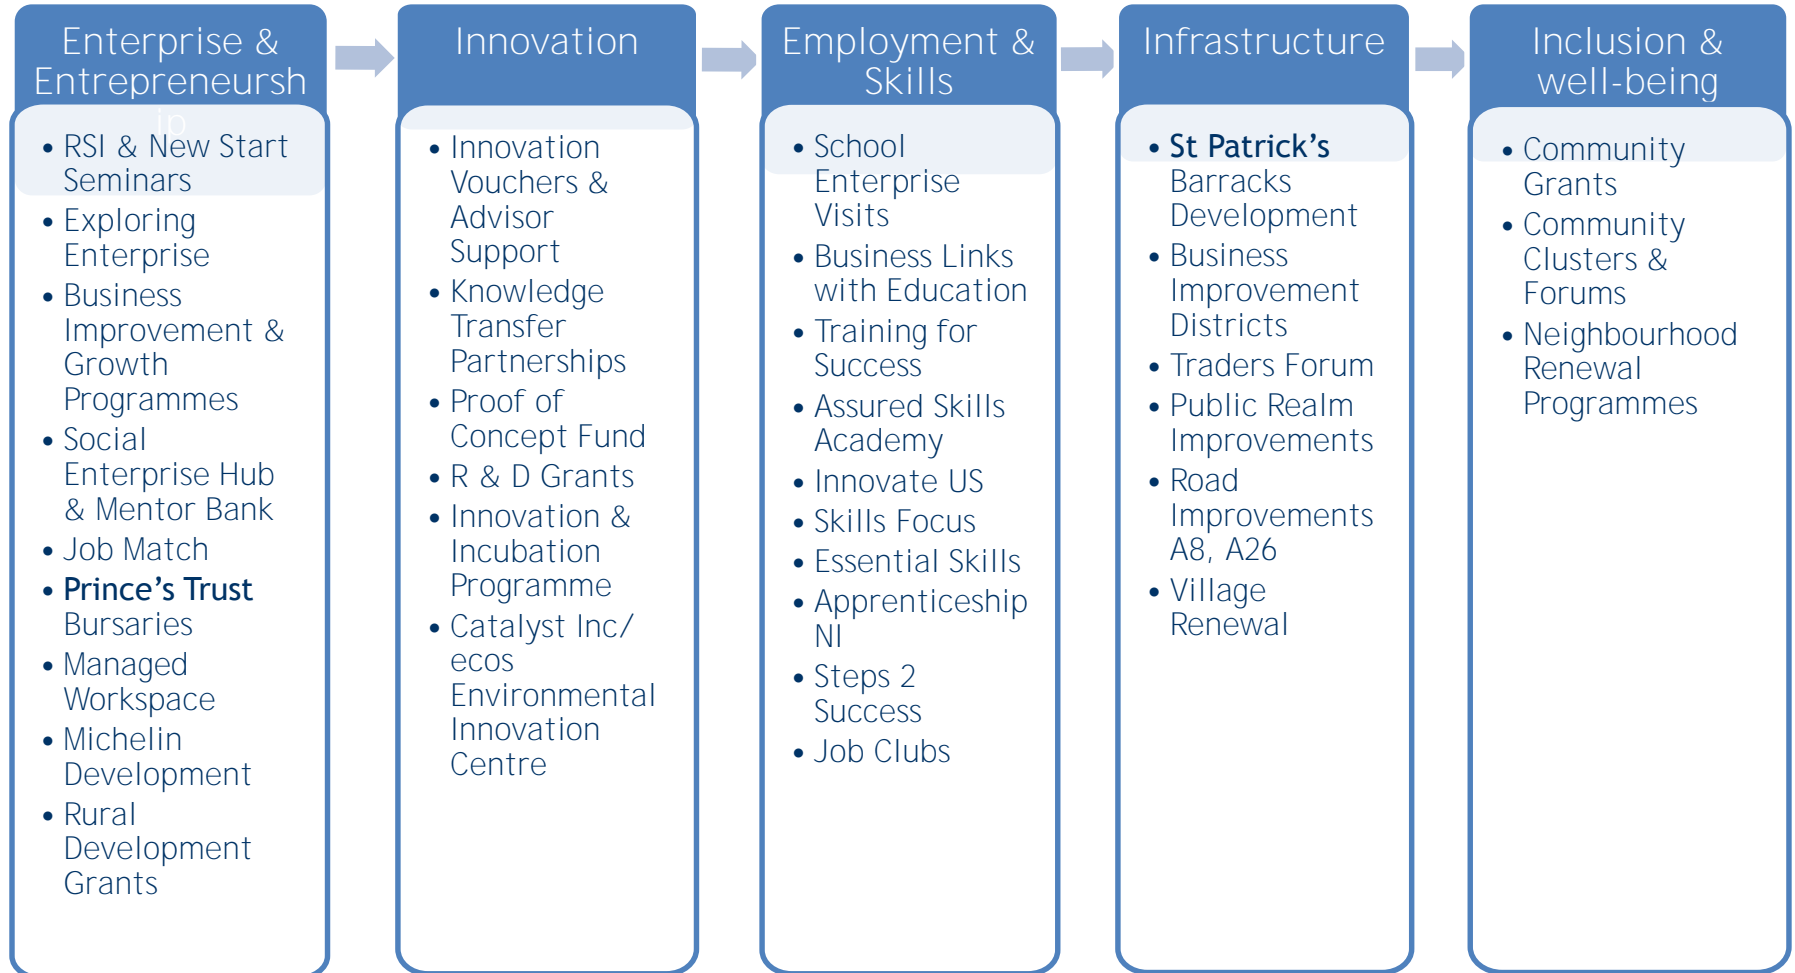 Enterprise &
Entrepreneursh
ip
• RSI & New Start
Seminars
• Exploring
Enterprise
• Business
Improvement &
Growth
Programmes
• Social
Enterprise Hub
& Mentor Bank
• Job Match
• Prince’s Trust
Bursaries
• Managed
Workspace
• Michelin
Development
• Rural
Development
Grants
Innovation
• Innovation
Vouchers &
Advisor
Support
• Knowledge
Transfer
Partnerships
• Proof of
Concept Fund
• R & D Grants
• Innovation &
Incubation
Programme
• Catalyst Inc/
ecos
Environmental
Innovation
Centre
Employment &
Skills
• School
Enterprise
Visits
• Business Links
with Education
• Training for
Success
• Assured Skills
Academy
• Innovate US
• Skills Focus
• Essential Skills
• Apprenticeship
NI
• Steps 2
Success
• Job Clubs
Infrastructure
• St Patrick’s
Barracks
Development
• Business
Improvement
Districts
• Traders Forum
• Public Realm
Improvements
• Road
Improvements
A8, A26
• Village
Renewal
Inclusion &
well-being
• Community
Grants
• Community
Clusters &
Forums
• Neighbourhood
Renewal
Programmes